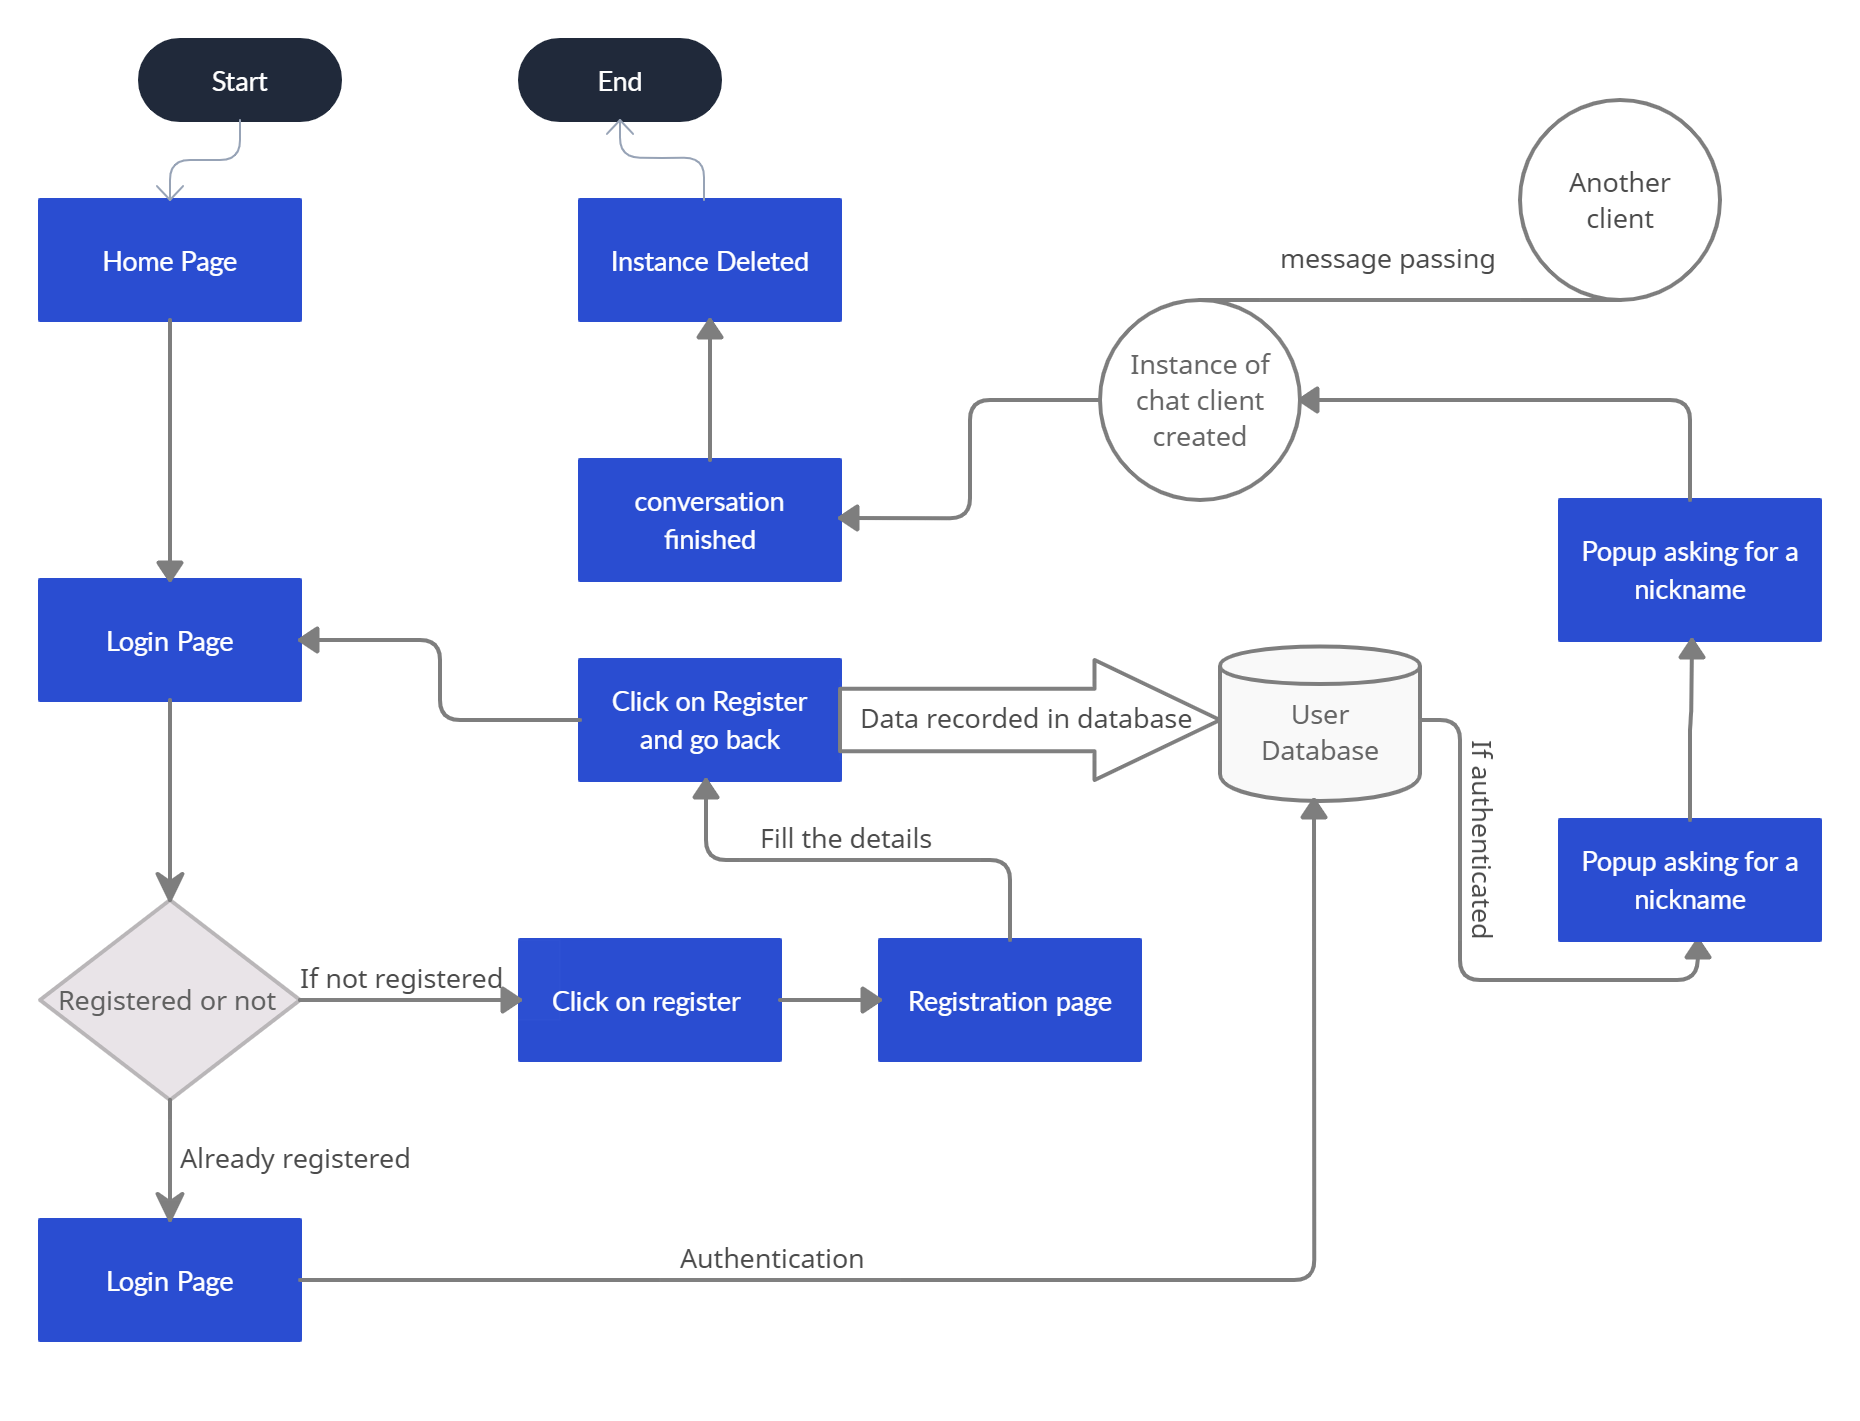 Start
End
Another
client
Home Page
Instance Deleted
message passing
Instance of
chat client
created
conversation
finished
Popup asking for a
nickname
Login Page
Click on Register
and go back
Data recorded in database
User
Database
If authenticated
Fill the details
Popup asking for a
nickname
Registered or not
If not registered
Click on register
Registration page
Already registered
Login Page
Authentication